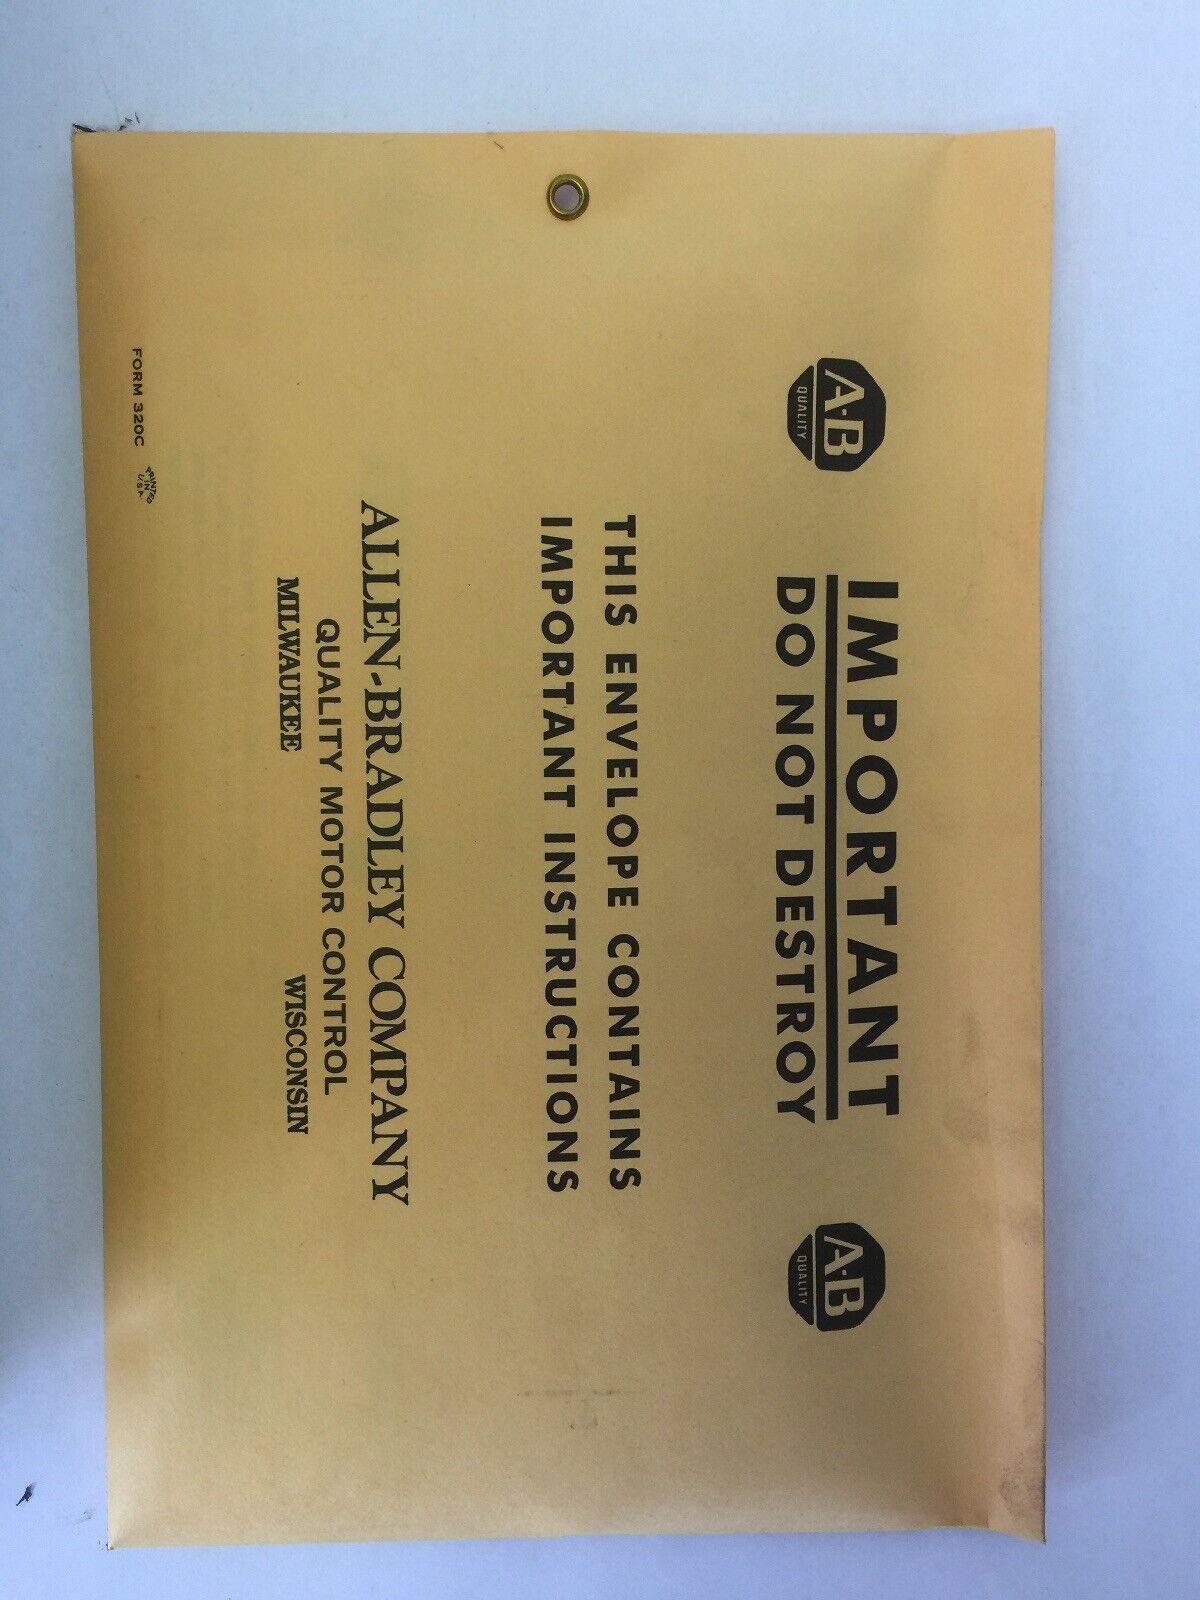 A-B
QUALITY
IMPORTANT
DO NOT DESTROY
A-B
QUALITY
THIS ENVELOPE CONTAINS
IMPORTANT INSTRUCTIONS
ALLEN-BRADLEY COMPANY
QUALITY MOTOR CONTROL
MILWAUKEE WISCONSIN
FORM 320C
PRINTED
IN
USA